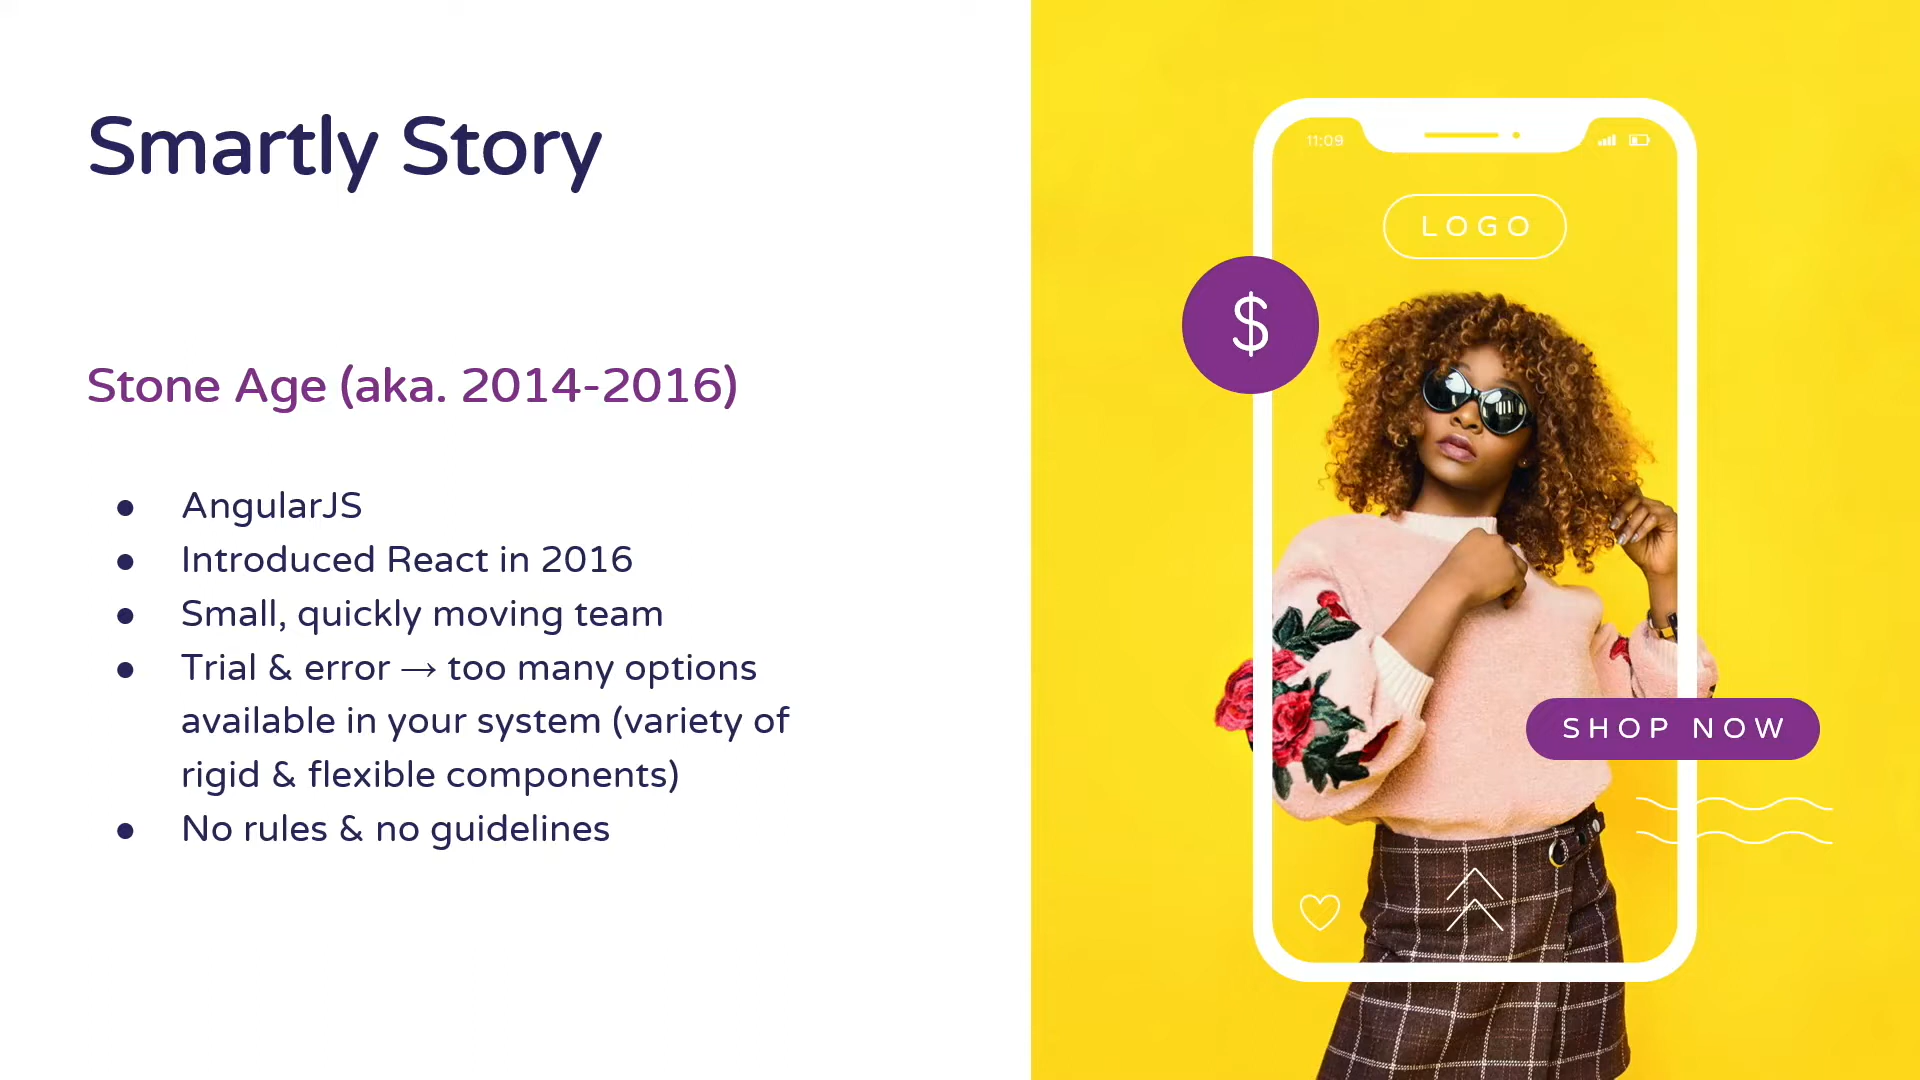 Smartly Story
Stone Age (aka. 2014-2016)
● AngularJS
● Introduced React in 2016
● Small, quickly moving team
● Trial & error → too many options
available in your system (variety of
rigid & flexible components)
● No rules & no guidelines
11:09
LOGO
$
SHOP NOW